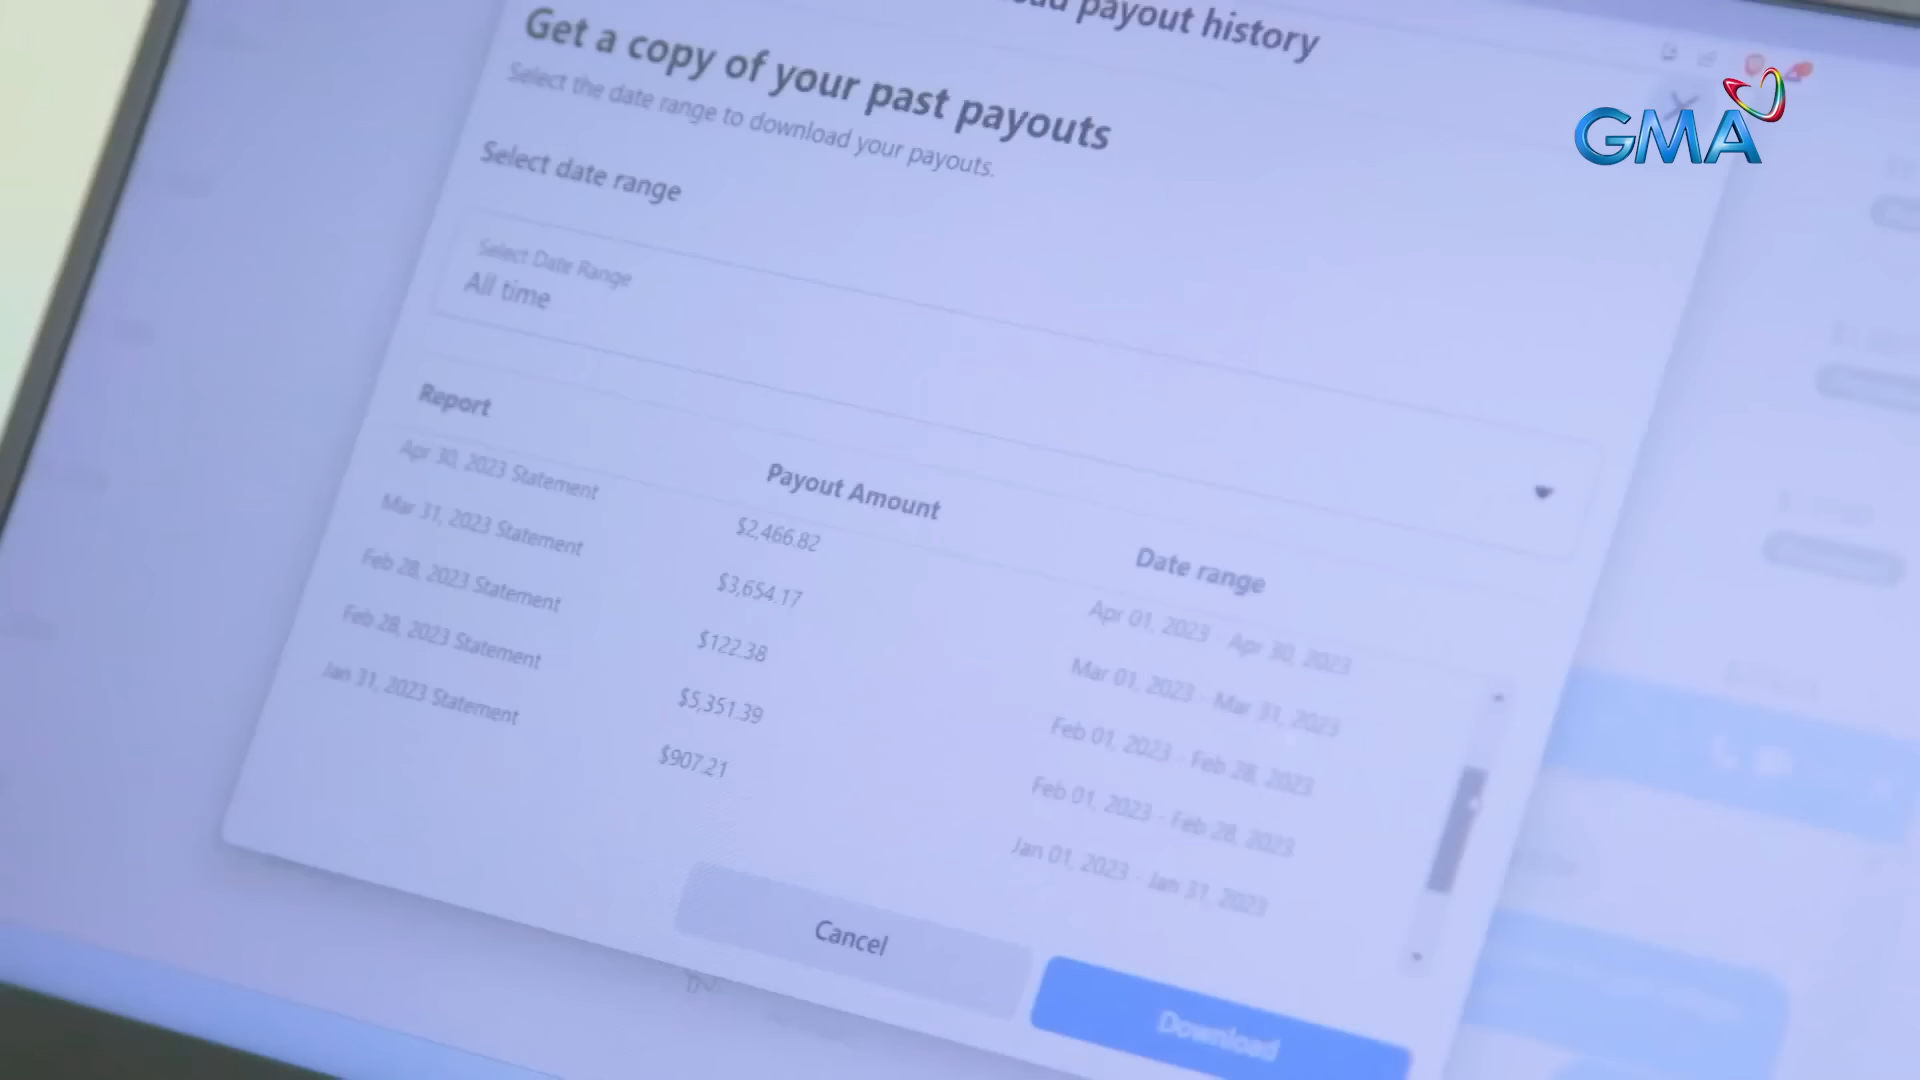 payout history
Get a copy of your past payouts
Select the date range to download your payouts.
GMA
Select date range
Select Date Range
All time
Report Payout Amount Date range
Apr 30, 2023 Statement $2,466.82 Apr 01, 2023 - Apr 30, 2023
Mar 31, 2023 Statement $3,654.17 Mar 01, 2023 - Mar 31, 2023
Feb 28, 2023 Statement $122.38 Feb 01, 2023 - Feb 28, 2023
Feb 28, 2023 Statement $5,351.39 Feb 01, 2023 - Feb 28, 2023
Jan 31, 2023 Statement $907.21 Jan 01, 2023 - Jan 31, 2023
Cancel
Download